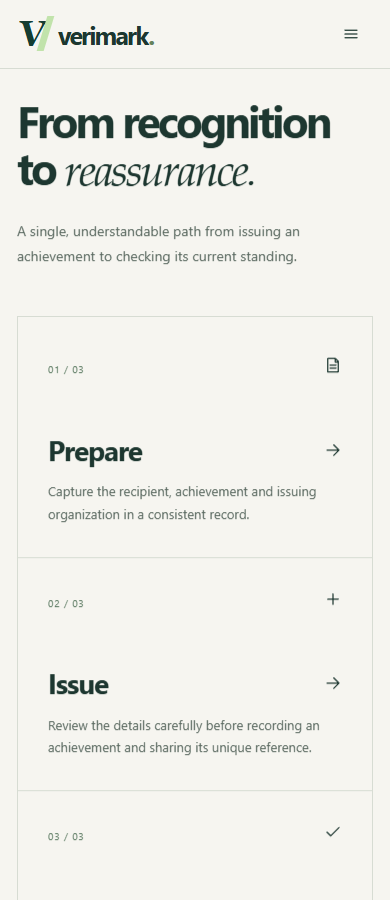 V verimark.
From recognition
to reassurance.
A single, understandable path from issuing an
achievement to checking its current standing.
01 / 03
Prepare
Capture the recipient, achievement and issuing
organization in a consistent record.
02 / 03
Issue
Review the details carefully before recording an
achievement and sharing its unique reference.
03 / 03